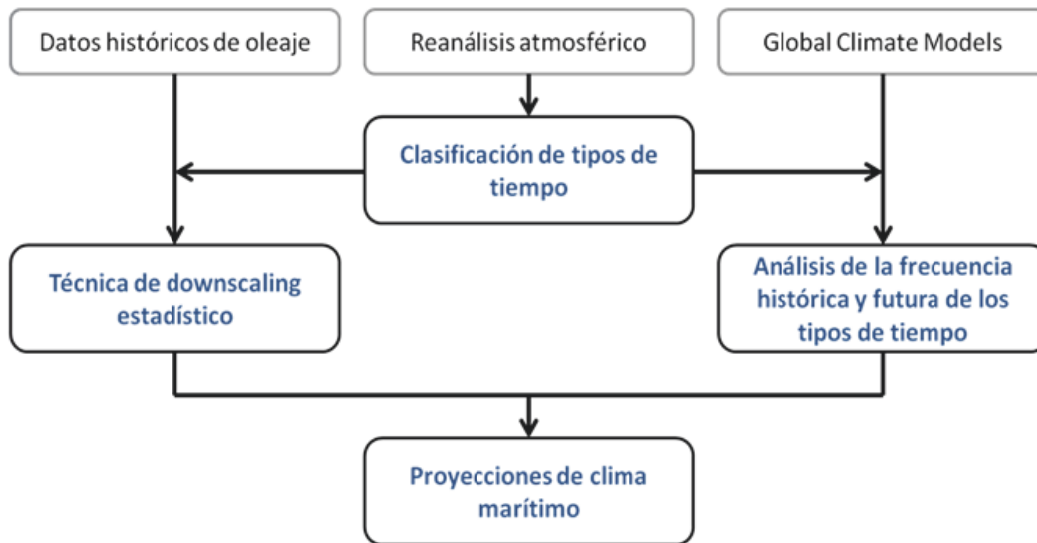 Datos históricos de oleaje
Reanálisis atmosférico
Global Climate Models
Clasificación de tipos de
tiempo
Técnica de downscaling
estadístico
Análisis de la frecuencia
histórica y futura de los
tipos de tiempo
Proyecciones de clima
marítimo